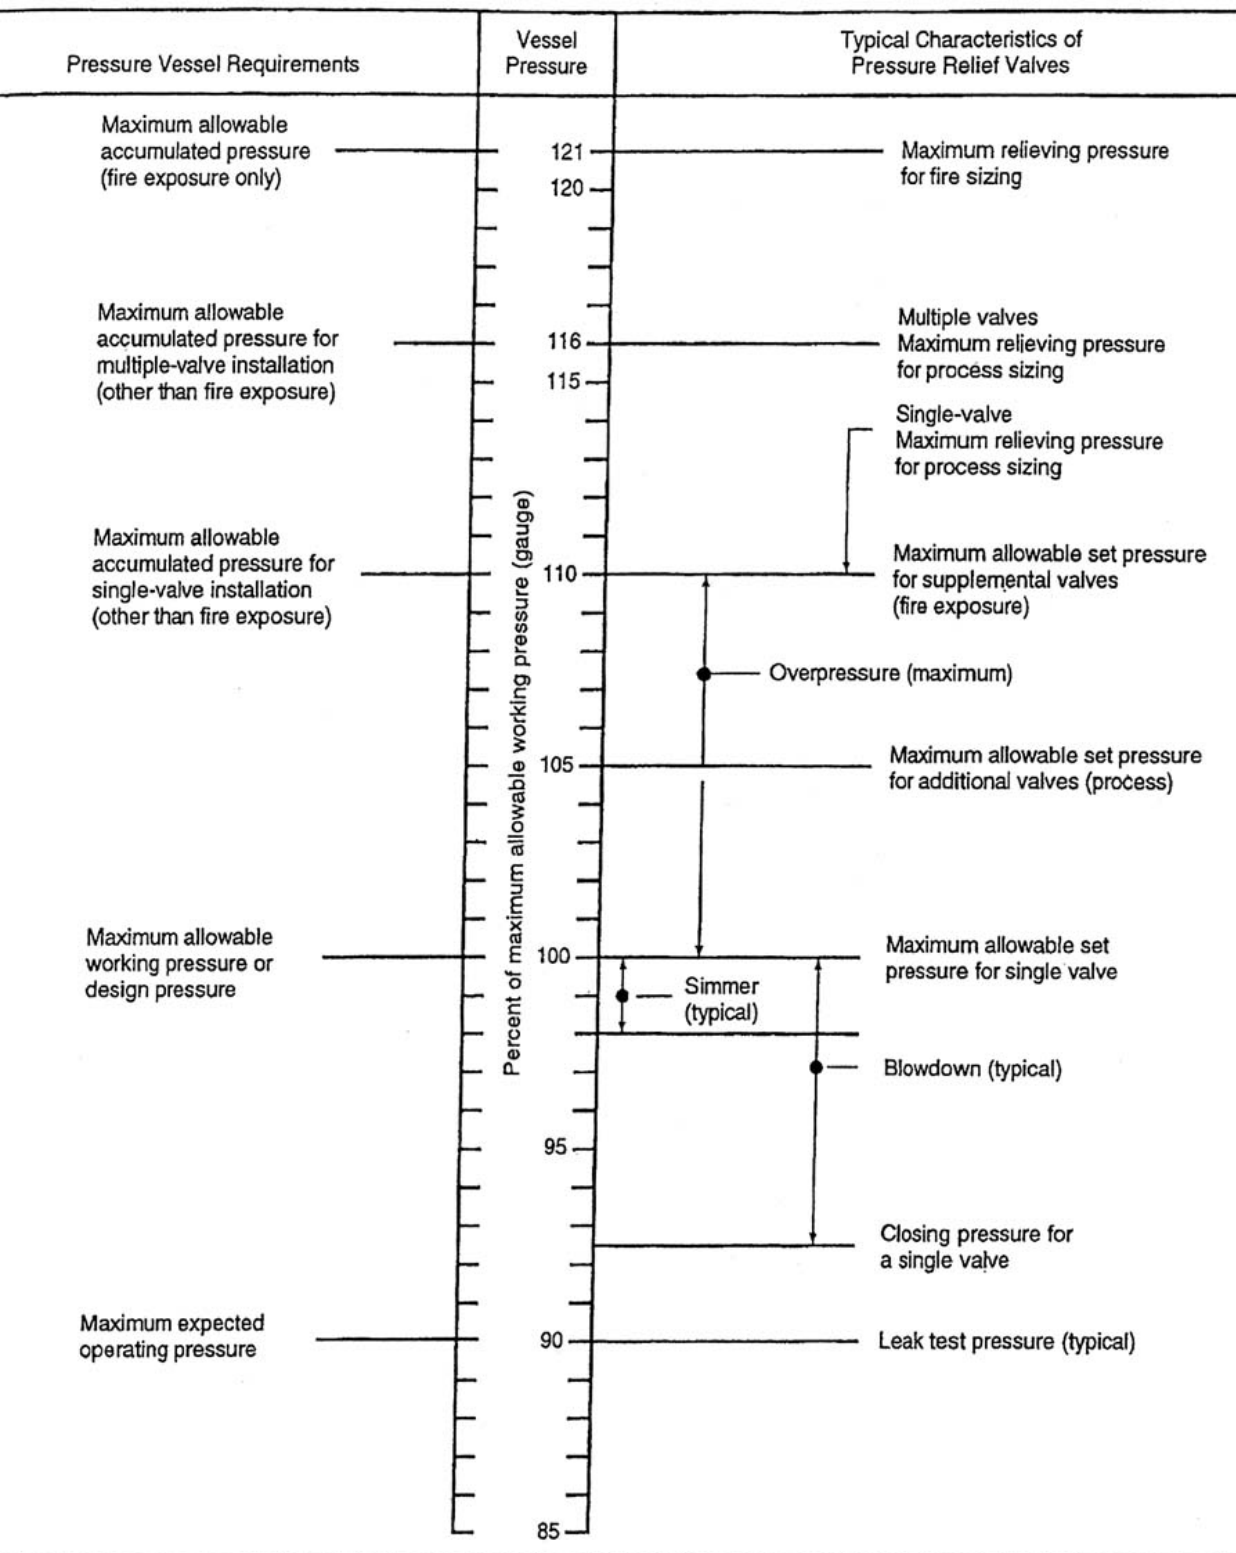 Pressure Vessel Requirements
Vessel
Pressure
Typical Characteristics of
Pressure Relief Valves
Maximum allowable
accumulated pressure
(fire exposure only)
121
Maximum relieving pressure
for fire sizing
120
Maximum allowable
accumulated pressure for
multiple-valve installation
(other than fire exposure)
116
Multiple valves
Maximum relieving pressure
for process sizing
115
Single-valve
Maximum relieving pressure
for process sizing
Percent of maximum allowable working pressure (gauge)
Maximum allowable
accumulated pressure for
single-valve installation
(other than fire exposure)
110
Maximum allowable set pressure
for supplemental valves
(fire exposure)
Overpressure (maximum)
105
Maximum allowable set pressure
for additional valves (process)
Maximum allowable
working pressure or
design pressure
100
Maximum allowable set
pressure for single valve
Simmer
(typical)
Blowdown (typical)
95
Closing pressure for
a single valve
Maximum expected
operating pressure
90
Leak test pressure (typical)
85